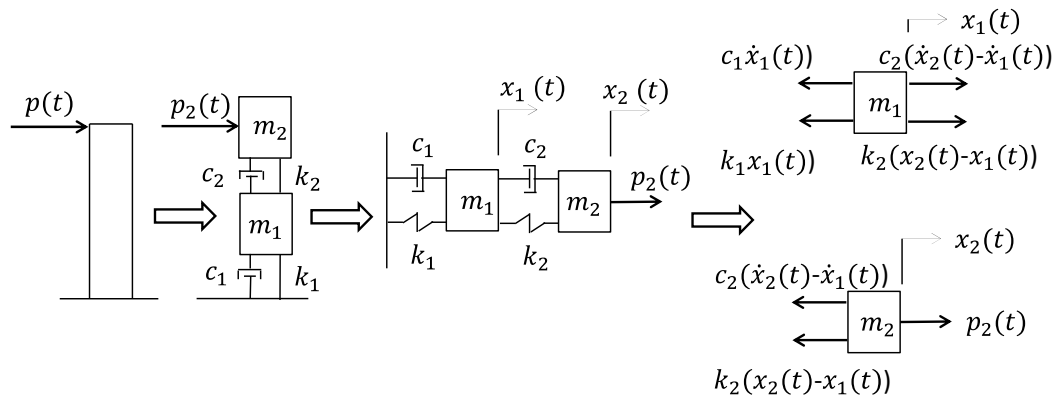 p(t)
p₂(t)
m₂
c₂
k₂
m₁
c₁
k₁
x₁ (t)
x₂ (t)
c₁
c₂
m₁
m₂
p₂(t)
k₁
k₂
x₁(t)
c₁ẋ₁(t))
c₂(ẋ₂(t)-ẋ₁(t))
m₁
k₁x₁(t))
k₂(x₂(t)-x₁(t))
x₂(t)
c₂(ẋ₂(t)-ẋ₁(t))
m₂
p₂(t)
k₂(x₂(t)-x₁(t))